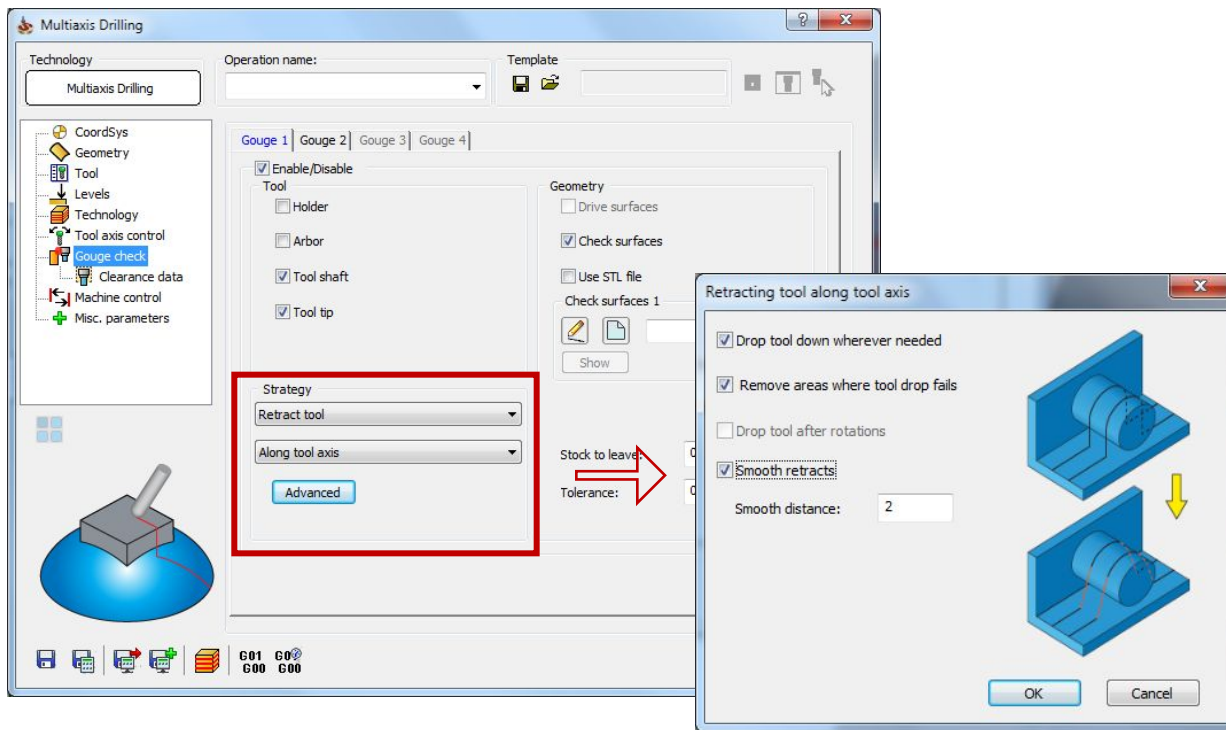 Multiaxis Drilling
Technology
Multiaxis Drilling
Operation name:
Template
CoordSys
Geometry
Tool
Levels
Technology
Tool axis control
Gouge check
Clearance data
Machine control
Misc. parameters
Gouge 1
Gouge 2
Gouge 3
Gouge 4
Enable/Disable
Tool
Holder
Arbor
Tool shaft
Tool tip
Geometry
Drive surfaces
Check surfaces
Use STL file
Check surfaces 1
Show
Strategy
Retract tool
Along tool axis
Advanced
Stock to leave:
Tolerance:
G01 G0
G00 G00
Retracting tool along tool axis
Drop tool down wherever needed
Remove areas where tool drop fails
Drop tool after rotations
Smooth retracts
Smooth distance: 2
OK
Cancel